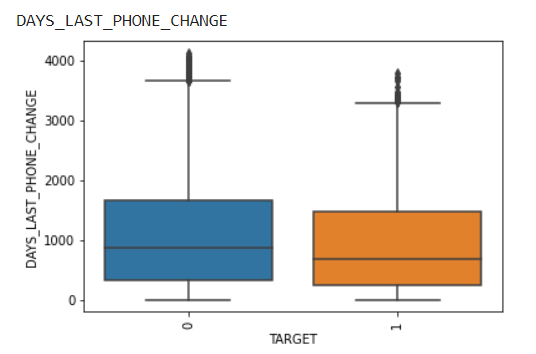 DAYS_LAST_PHONE_CHANGE
DAYS_LAST_PHONE_CHANGE
4000
3000
2000
1000
0
0
1
TARGET